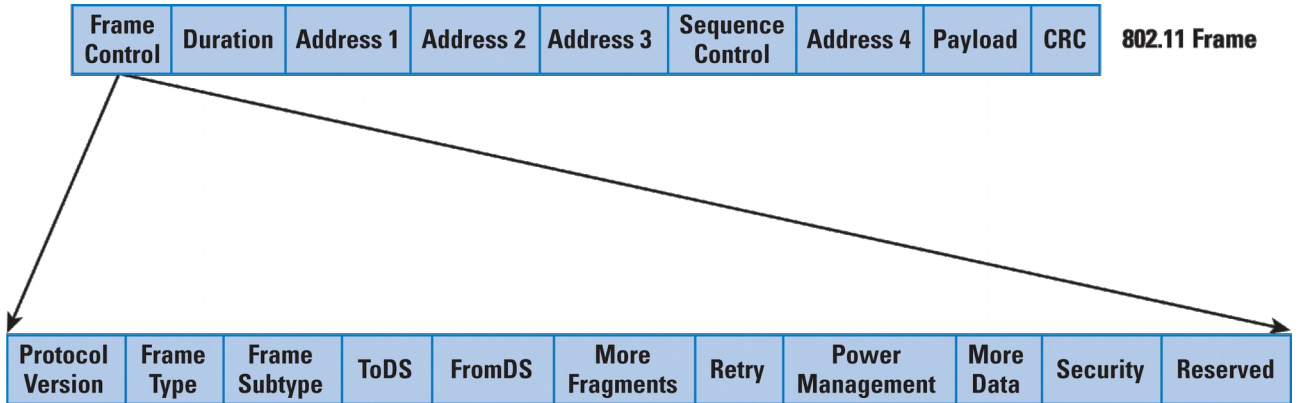 Frame Control Duration Address 1 Address 2 Address 3 Sequence Control Address 4 Payload CRC 802.11 Frame
Protocol Version Frame Type Frame Subtype ToDS FromDS More Fragments Retry Power Management More Data Security Reserved